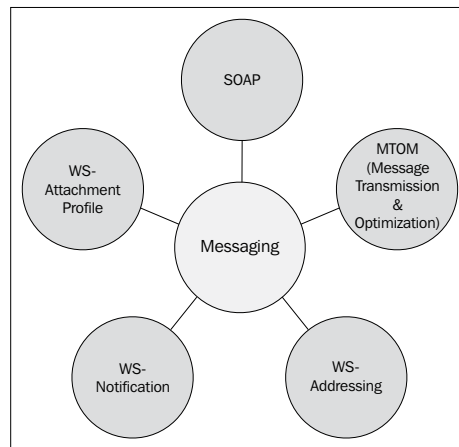 SOAP
WS-
Attachment
Profile
MTOM
(Message
Transmission
&
Optimization)
Messaging
WS-
Notification
WS-
Addressing